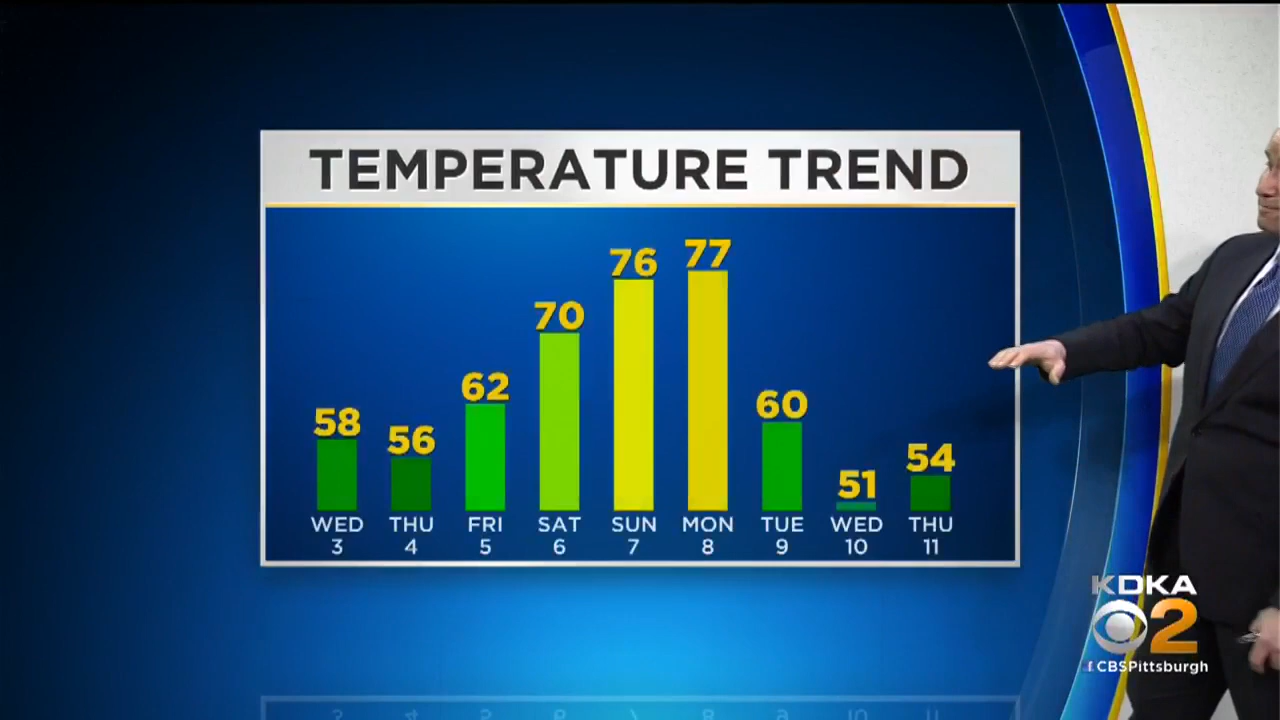 TEMPERATURE TREND
58 56 62 70 76 77 60 51 54
WED THU FRI SAT SUN MON TUE WED THU
3 4 5 6 7 8 9 10 11
KDKA
2
CBSPittsburgh